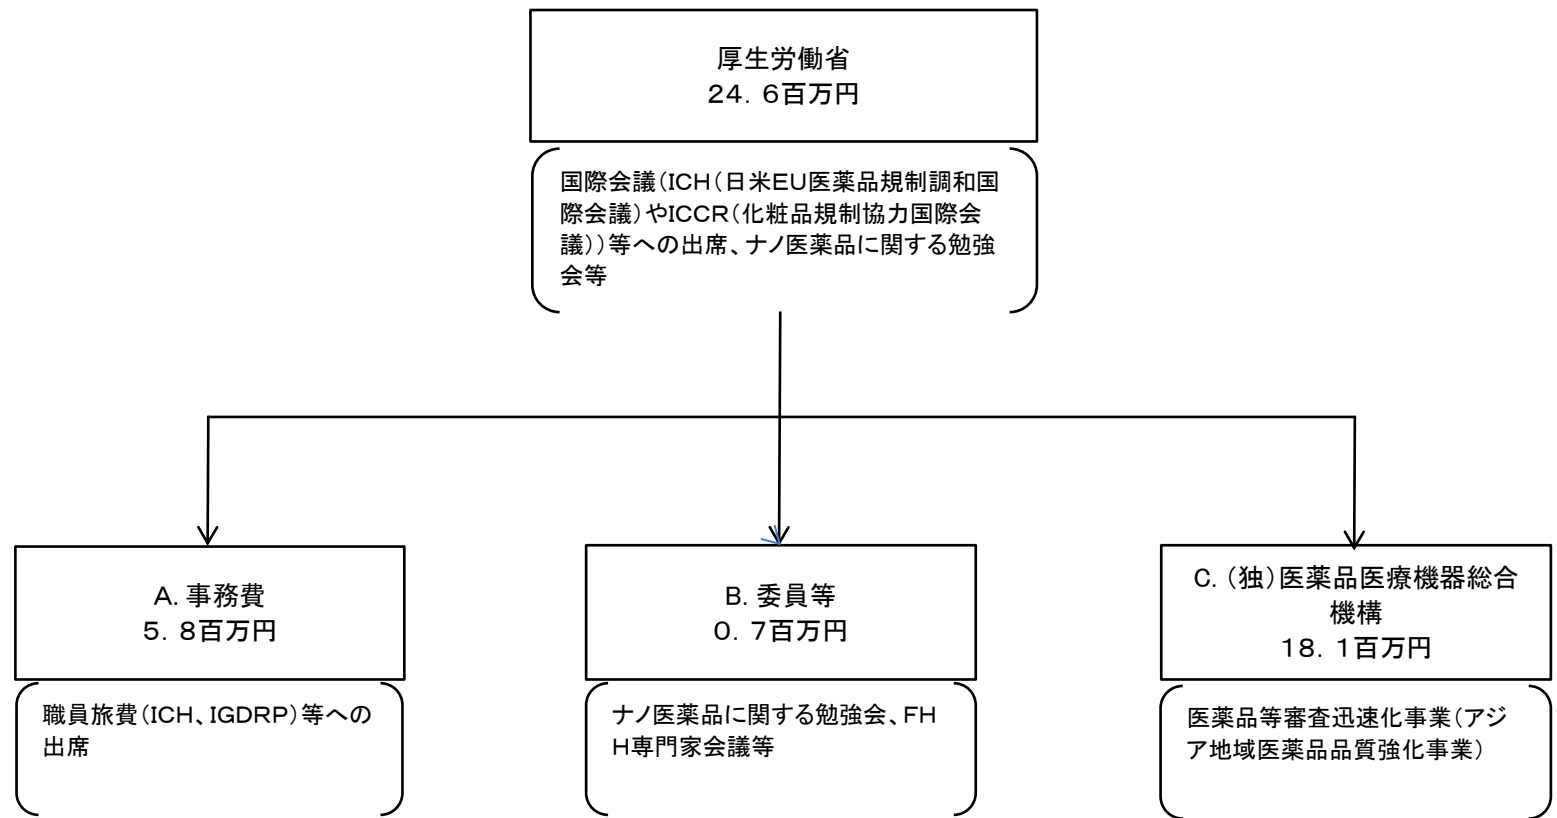 厚生労働省
24.6百万円
国際会議(ICH(日米EU医薬品規制調和国
際会議)やICCR(化粧品規制協力国際会
議))等への出席、ナノ医薬品に関する勉強
会等
A. 事務費
5.8百万円
職員旅費(ICH、IGDRP)等への
出席
B. 委員等
0.7百万円
ナノ医薬品に関する勉強会、FH
H専門家会議等
C. (独)医薬品医療機器総合
機構
18.1百万円
医薬品等審査迅速化事業(アジ
ア地域医薬品品質強化事業)